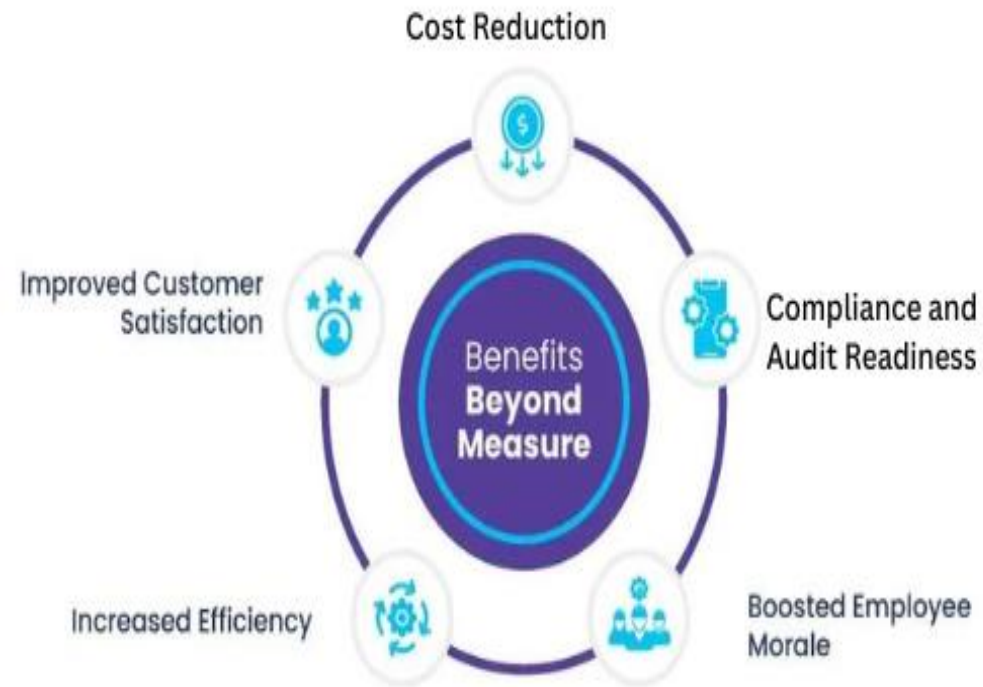 Cost Reduction
Improved Customer
Satisfaction
Compliance and
Audit Readiness
Benefits
Beyond
Measure
Increased Efficiency
Boosted Employee
Morale
$